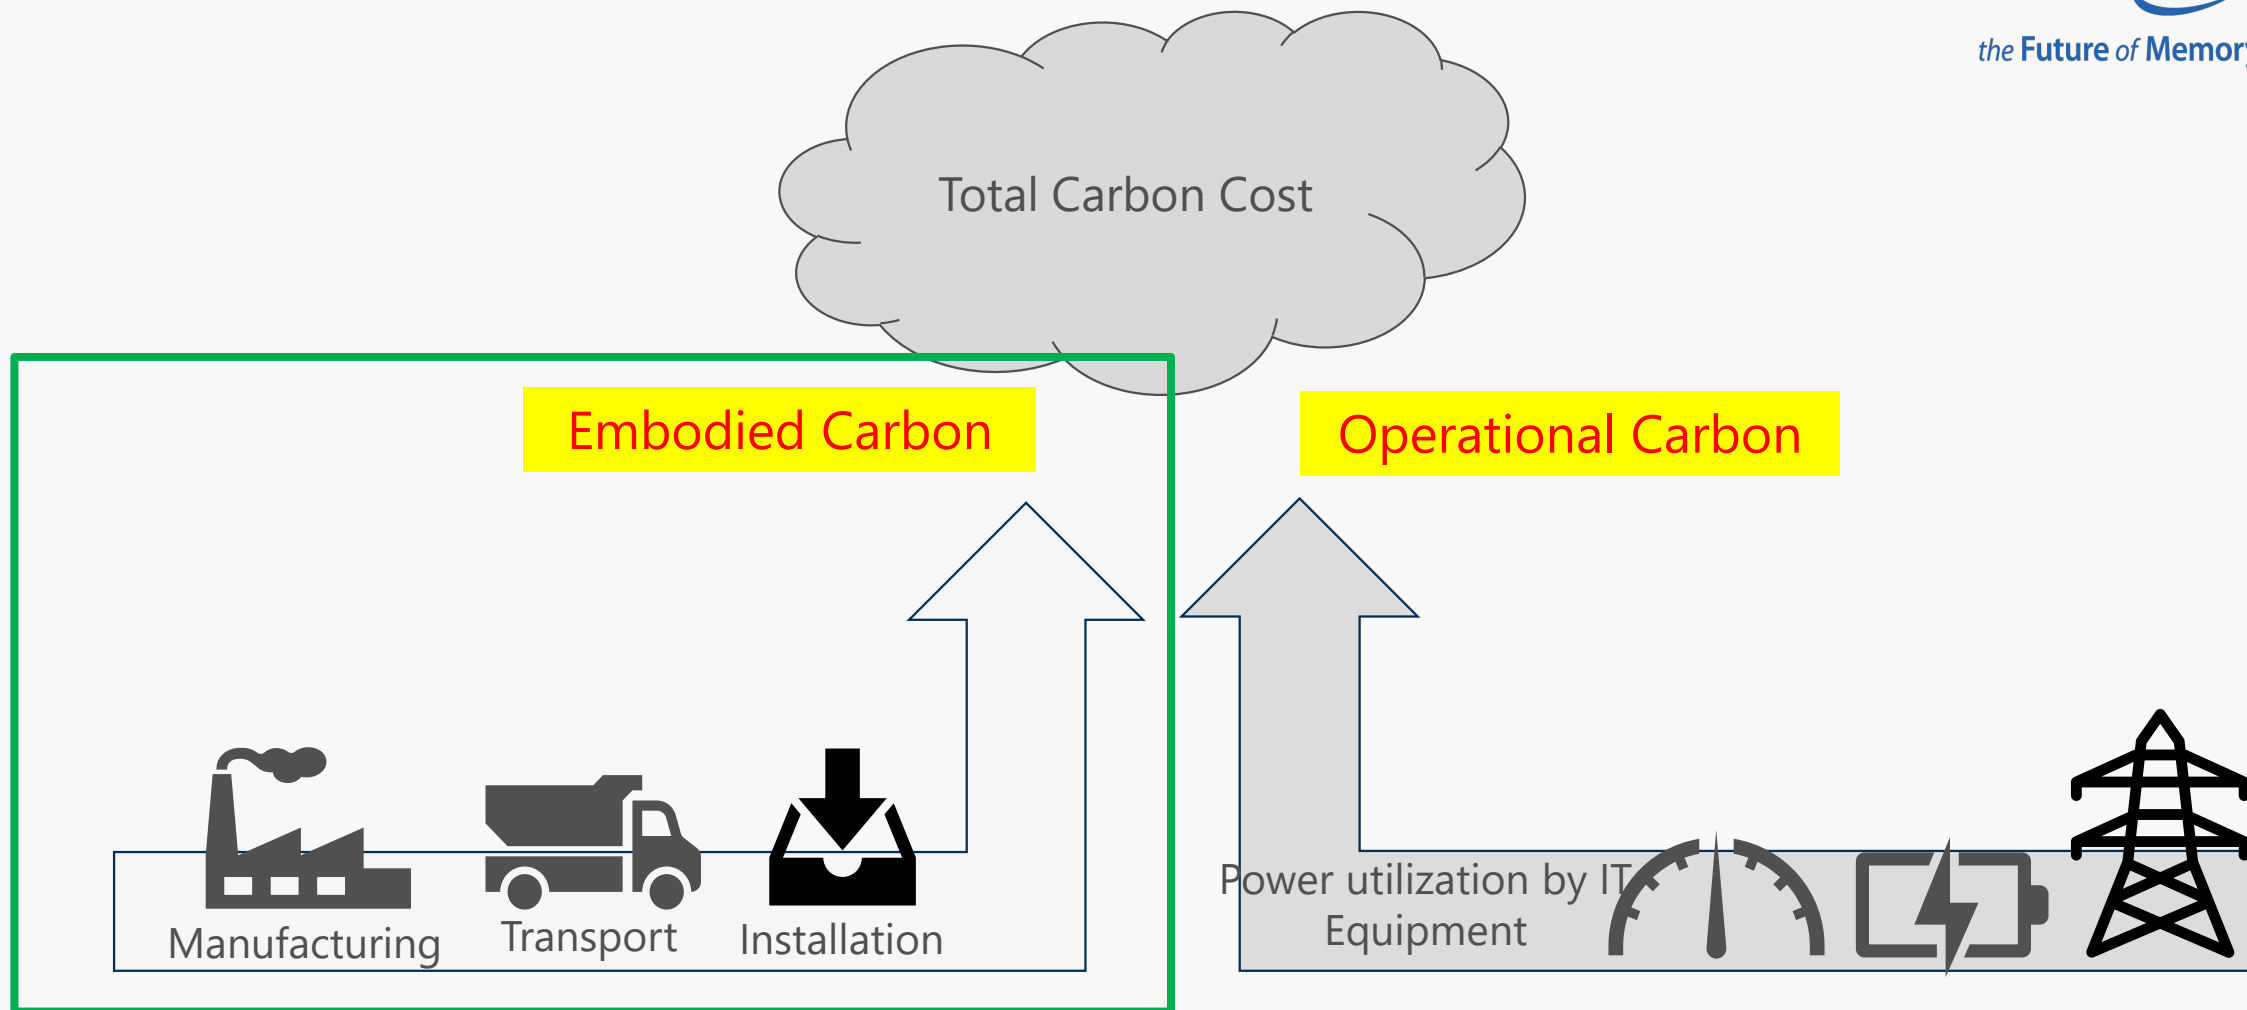 the Future of Memory
Total Carbon Cost
Embodied Carbon
Operational Carbon
Power utilization by IT
Equipment
Manufacturing
Transport
Installation